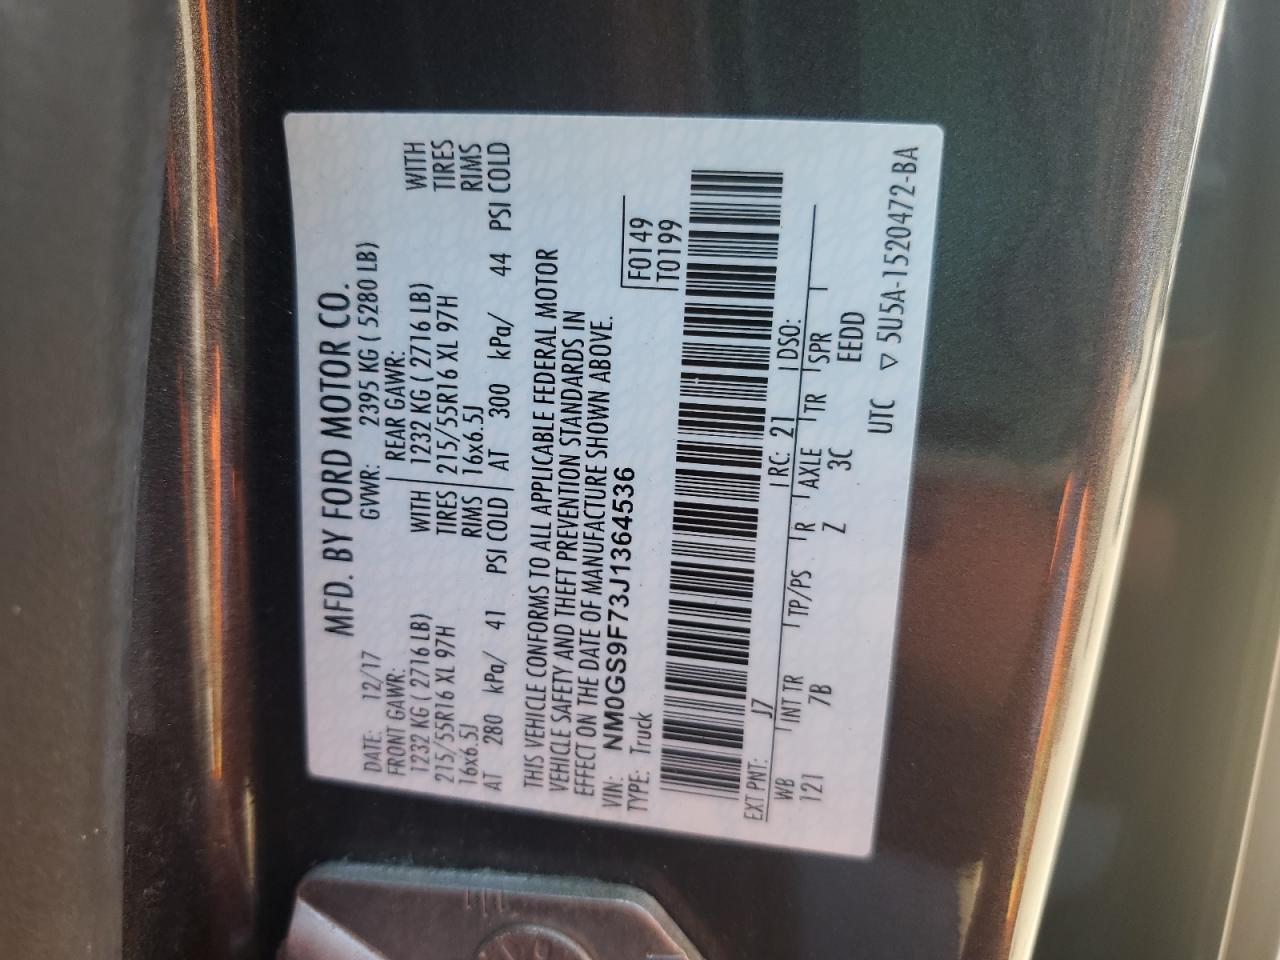 MFD. BY FORD MOTOR CO.
DATE: 12/17 GVWR: 2395 KG ( 5280 LB)
FRONT GAWR: REAR GAWR:
1232 KG ( 2716 LB) WITH 1232 KG ( 2716 LB) WITH
215/55R16 XL 97H TIRES 215/55R16 XL 97H TIRES
16x6.5J RIMS 16x6.5J RIMS
AT 280 kPa/ 41 PSI COLD AT 300 kPa/ 44 PSI COLD
THIS VEHICLE CONFORMS TO ALL APPLICABLE FEDERAL MOTOR
VEHICLE SAFETY AND THEFT PREVENTION STANDARDS IN
EFFECT ON THE DATE OF MANUFACTURE SHOWN ABOVE.
VIN: NM0GS9F73J1364536 F0149
TYPE: Truck T0199
EXT PNT: J7 RC: 21 DSO:
WB INT TR TP/PS R AXLE TR SPR
121 7B Z 3C EEDD
UTC ▽ 5U5A-1520472-BA